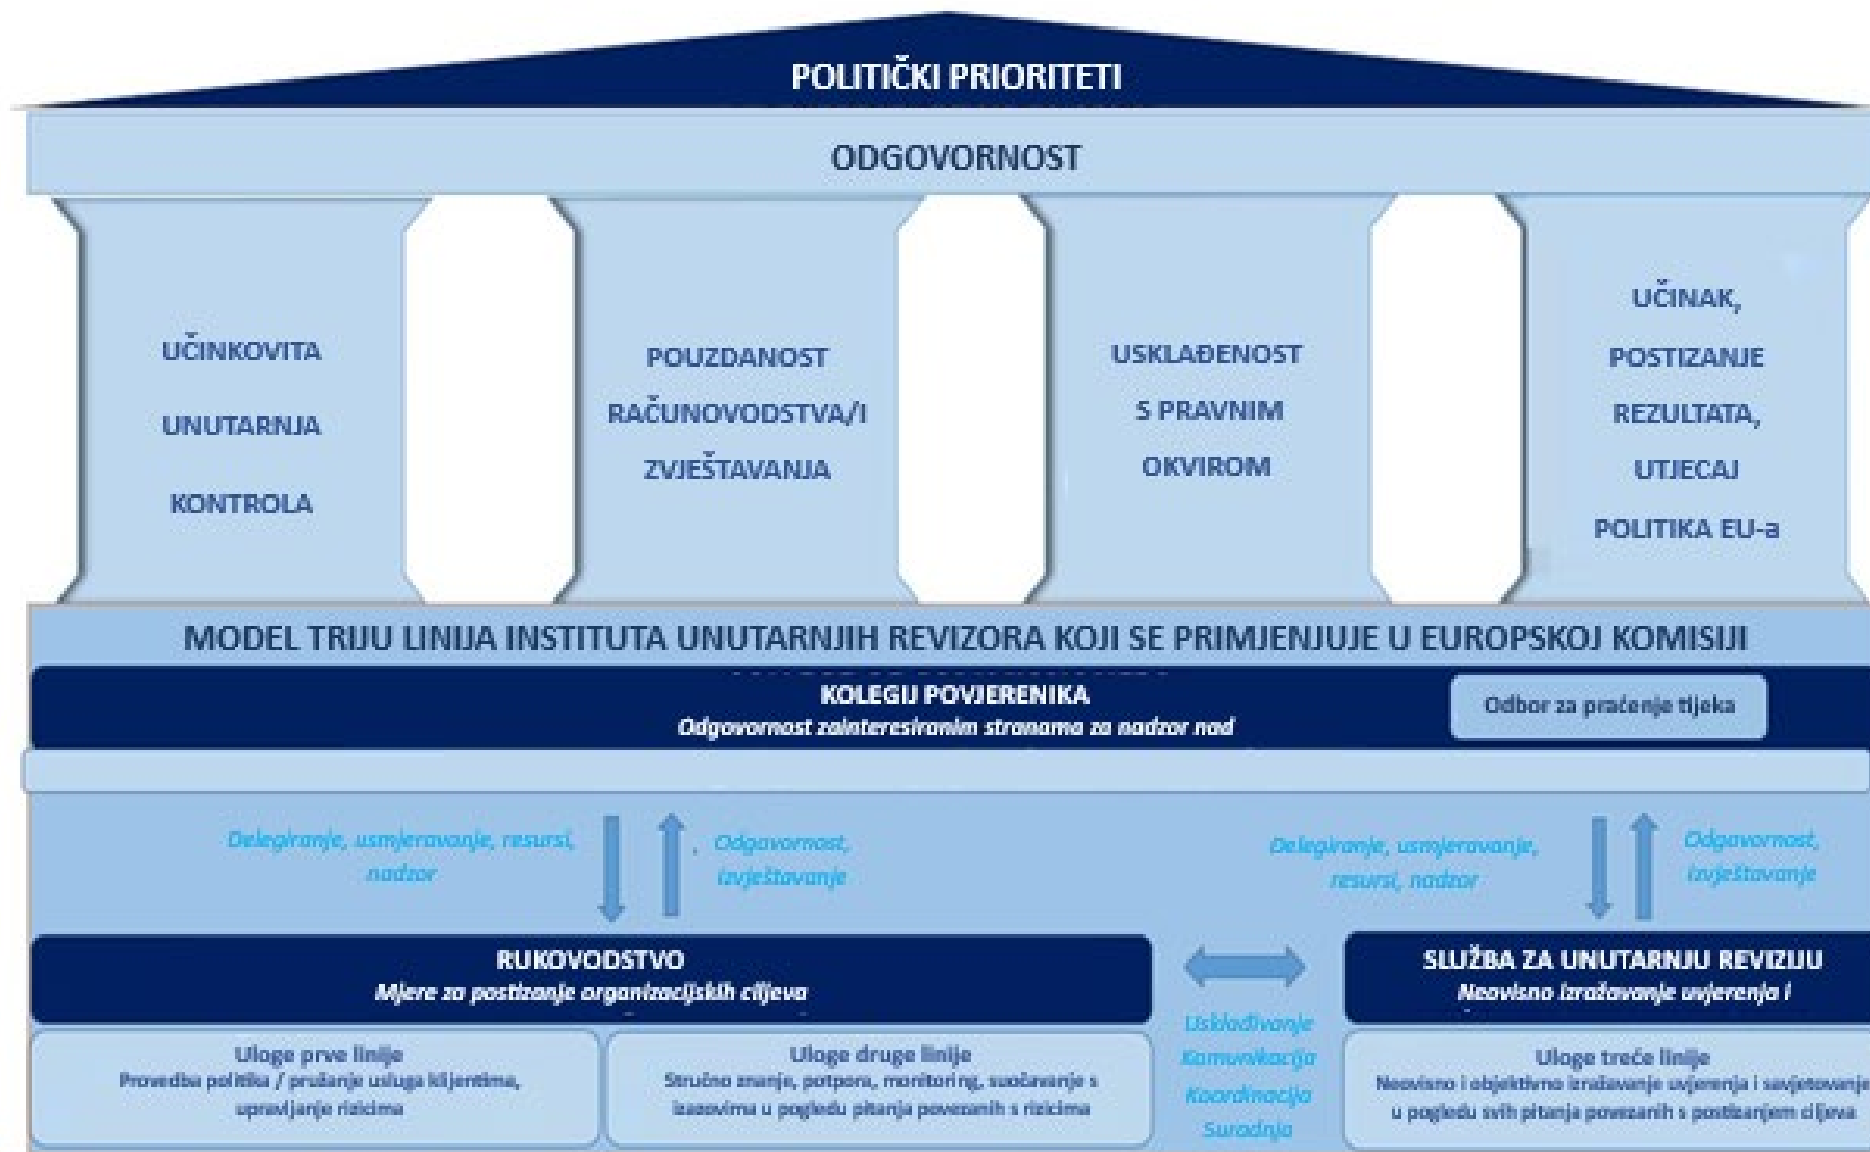 POLITIČKI PRIORITETI
ODGOVORNOST
UČINKOVITA
UNUTARNJA
KONTROLA
POUZDANOST
RAČUNOVODSTVA/I
ZVJEŠTAVANJA
USKLAĐENOST
S PRAVNIM
OKVIROM
UČINAK,
POSTIZANJE
REZULTATA,
UTJECAJ
POLITIKA EU-a
MODEL TRIJU LINIJA INSTITUTA UNUTARNJIH REVIZORA KOJI SE PRIMJENJUJE U EUROPSKOJ KOMISIJI
KOLEGIJ POVJERENIKA
Odgovornost zainteresiranim stranama za nadzor nad
Odbor za praćenje tijeka
Delegiranje, usmjeravanje, resursi,
nadzor
Odgovornost,
izvještavanje
Delegiranje, usmjeravanje,
resursi, nadzor
Odgovornost,
izvještavanje
RUKOVODSTVO
Mjere za postizanje organizacijskih ciljeva
SLUŽBA ZA UNUTARNJU REVIZIJU
Neovisno izražavanje uvjerenja i
Usklađivanje
Komunikacija
Koordinacija
Suradnja
Uloge prve linije
Provedba politika / pružanje usluga klijentima,
upravljanje rizicima
Uloge druge linije
Stručno znanje, potpora, monitoring, suočavanje s
izazovima u pogledu pitanja povezanih s rizicima
Uloge treće linije
Neovisno i objektivno izražavanje uvjerenja i savjetovanje
u pogledu svih pitanja povezanih s postizanjem ciljeva